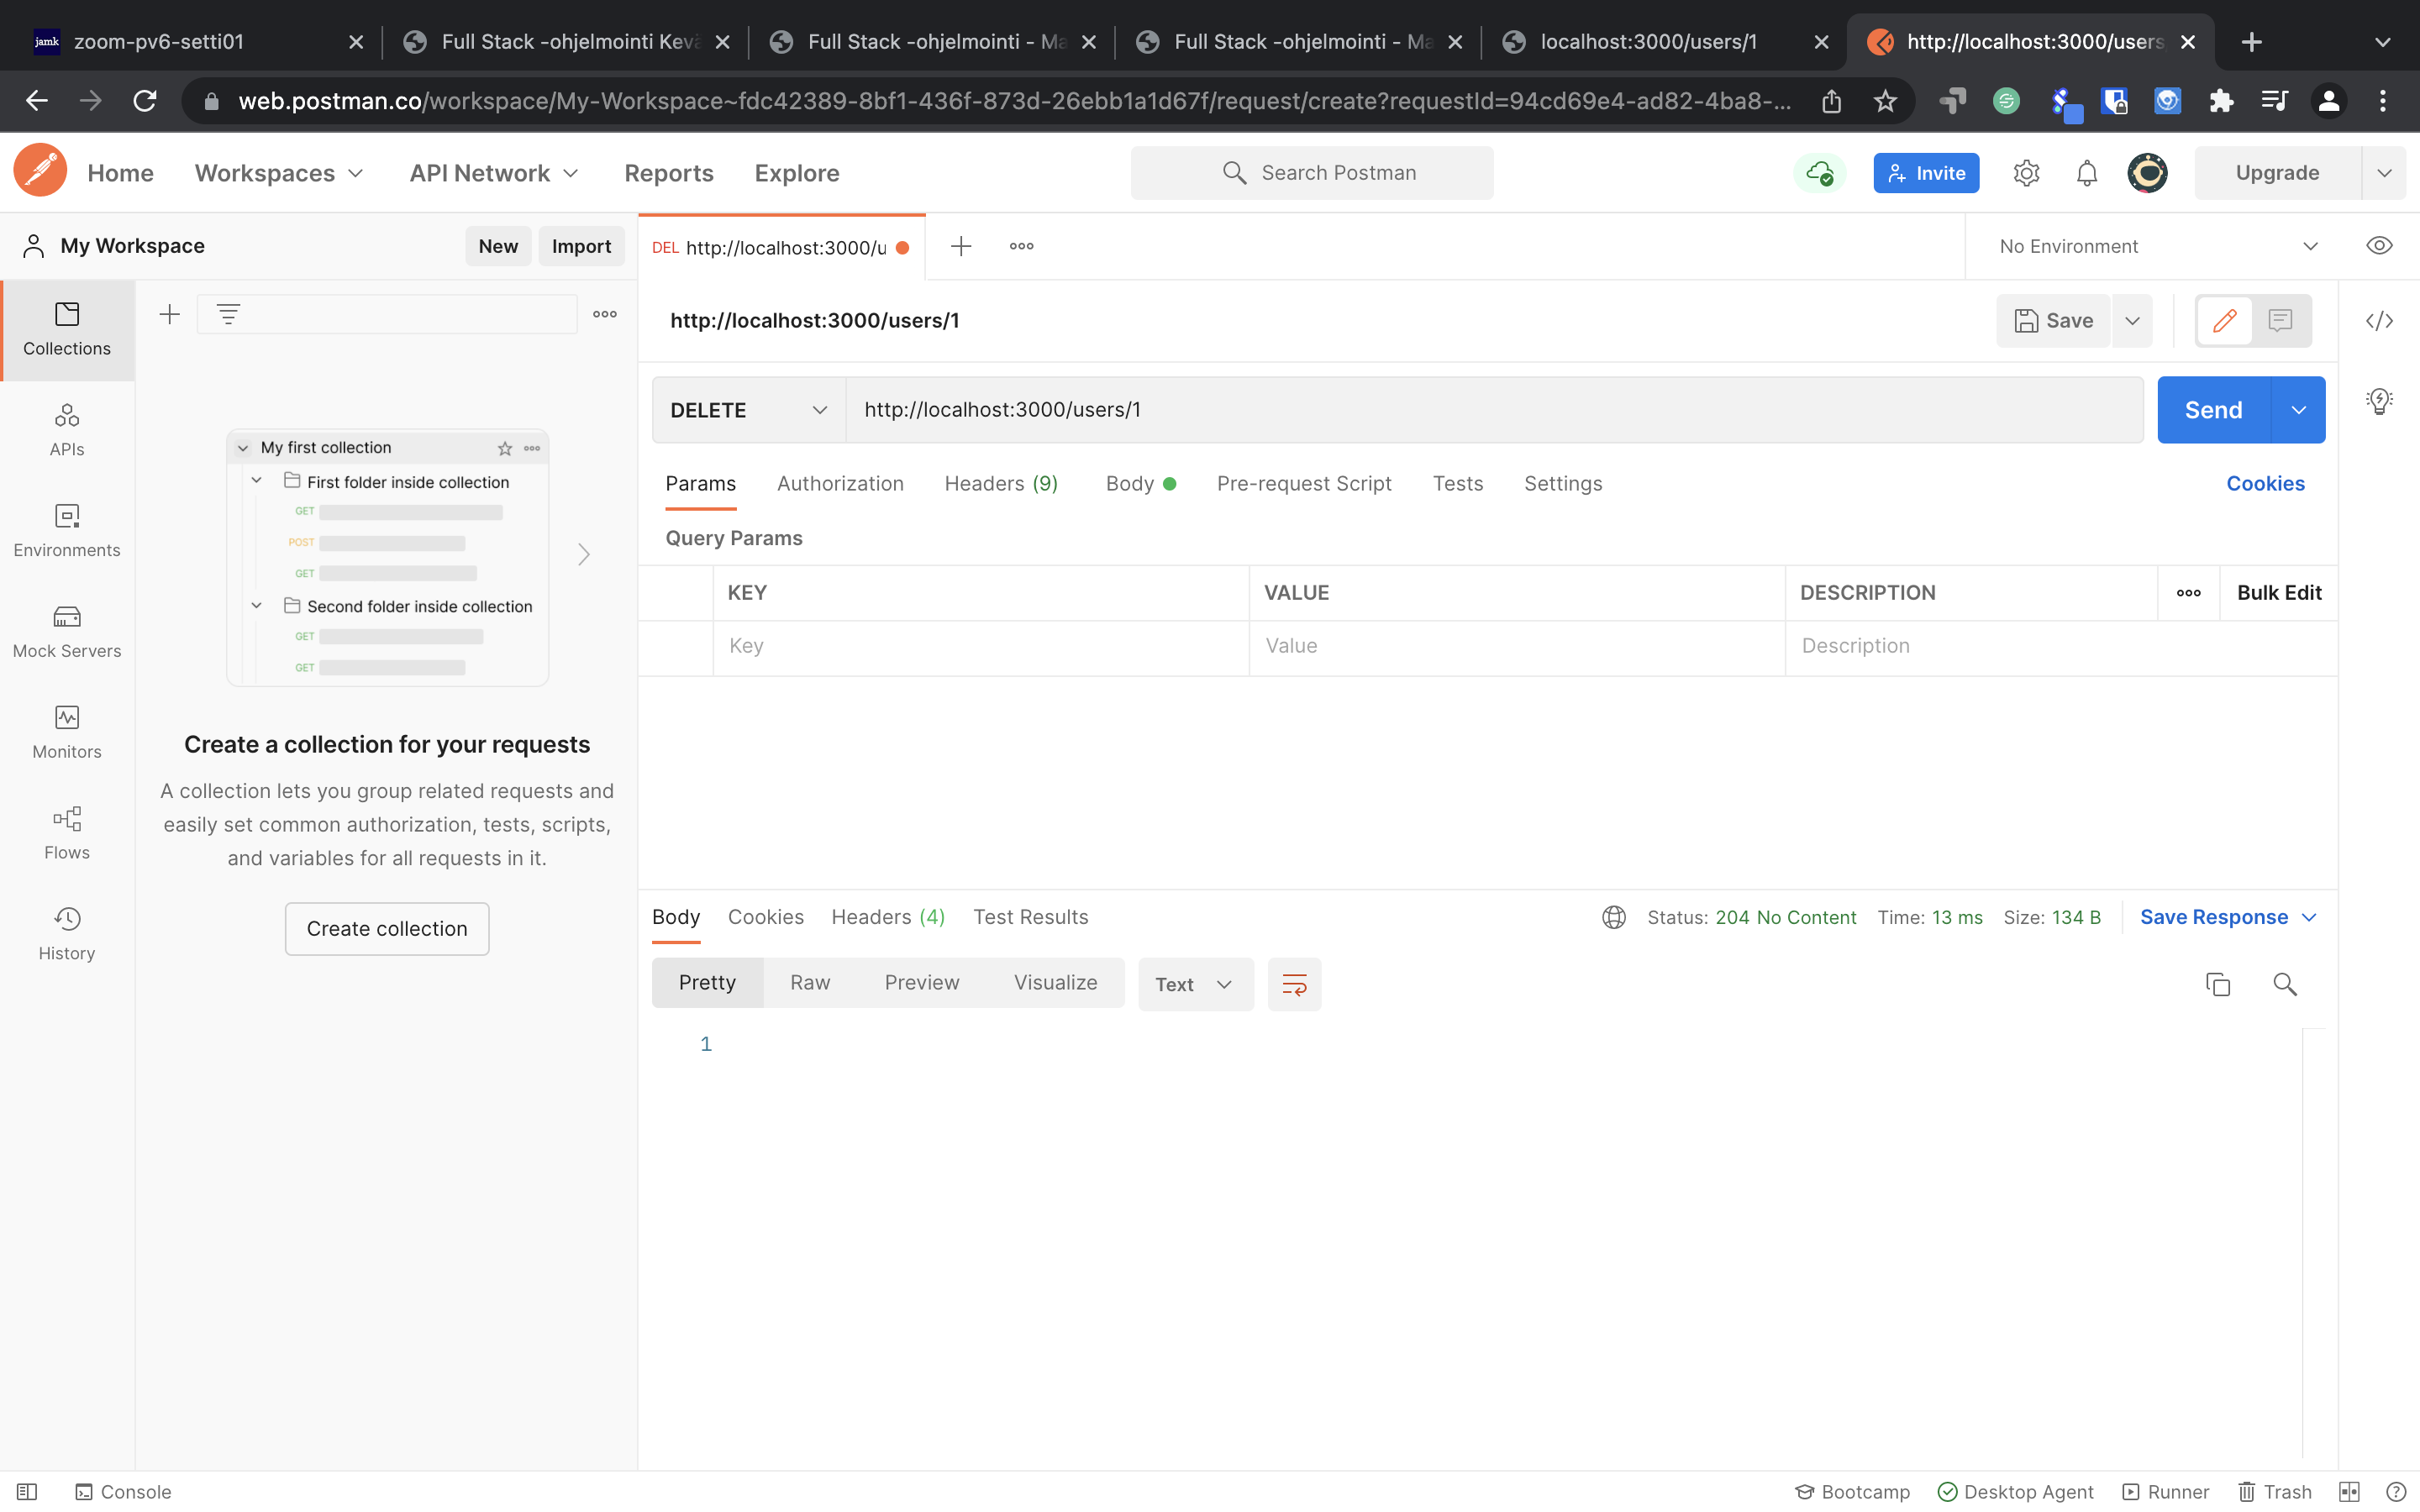 jamk zoom-pv6-setti01
Full Stack -ohjelmointi Kevä
Full Stack -ohjelmointi - Ma
Full Stack -ohjelmointi - Ma
localhost:3000/users/1
http://localhost:3000/users
web.postman.co/workspace/My-Workspace~fdc42389-8bf1-436f-873d-26ebb1a1d67f/request/create?requestId=94cd69e4-ad82-4ba8-...
Home Workspaces API Network Reports Explore
Search Postman
Invite
Upgrade
My Workspace
New Import
DEL http://localhost:3000/u
No Environment
Collections
APIs
Environments
Mock Servers
Monitors
Flows
History
My first collection
First folder inside collection
GET
POST
GET
Second folder inside collection
GET
GET
Create a collection for your requests
A collection lets you group related requests and
easily set common authorization, tests, scripts,
and variables for all requests in it.
Create collection
http://localhost:3000/users/1
Save
DELETE http://localhost:3000/users/1
Send
Params Authorization Headers (9) Body Pre-request Script Tests Settings
Cookies
Query Params
KEY VALUE DESCRIPTION
Bulk Edit
Key Value Description
Body Cookies Headers (4) Test Results
Status: 204 No Content Time: 13 ms Size: 134 B
Save Response
Pretty Raw Preview Visualize Text
1
Console
Bootcamp Desktop Agent Runner Trash